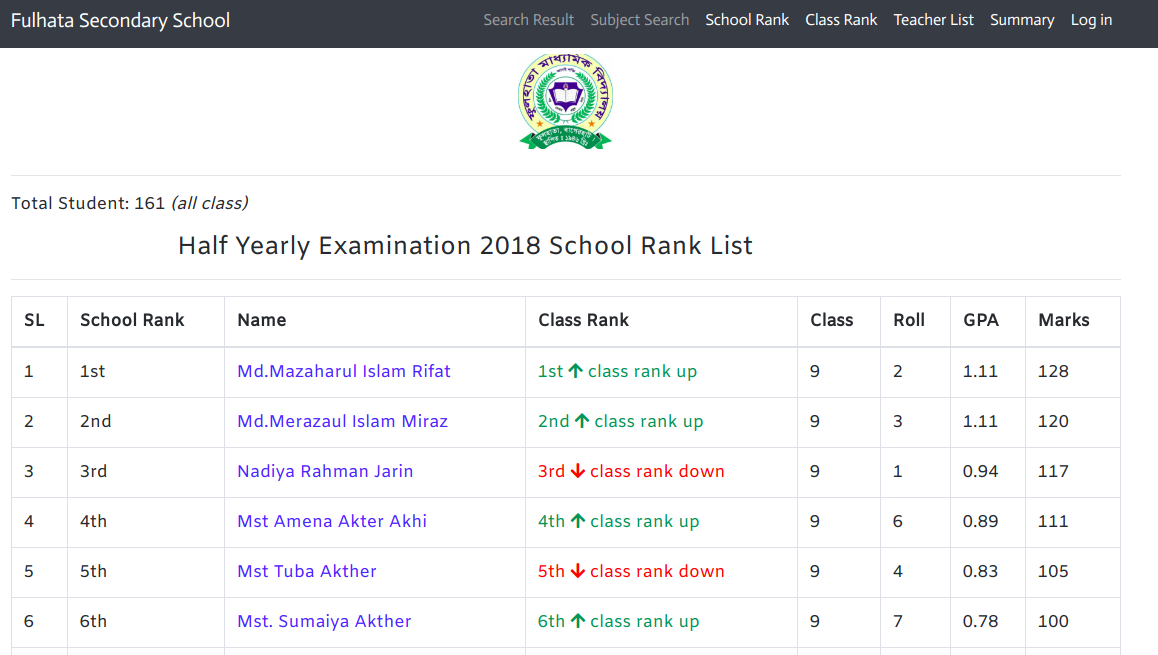 Fulhata Secondary School Search Result Subject Search School Rank Class Rank Teacher List Summary Log in
ফুলহাতা মাধ্যমিক বিদ্যালয়
ফুলহাতা, বাগেরহাট
Total Student: 161 (all class)
Half Yearly Examination 2018 School Rank List
SL School Rank Name Class Rank Class Roll GPA Marks
1 1st Md.Mazaharul Islam Rifat 1st ↑ class rank up 9 2 1.11 128
2 2nd Md.Merazaul Islam Miraz 2nd ↑ class rank up 9 3 1.11 120
3 3rd Nadiya Rahman Jarin 3rd ↓ class rank down 9 1 0.94 117
4 4th Mst Amena Akter Akhi 4th ↑ class rank up 9 6 0.89 111
5 5th Mst Tuba Akther 5th ↓ class rank down 9 4 0.83 105
6 6th Mst. Sumaiya Akther 6th ↑ class rank up 9 7 0.78 100